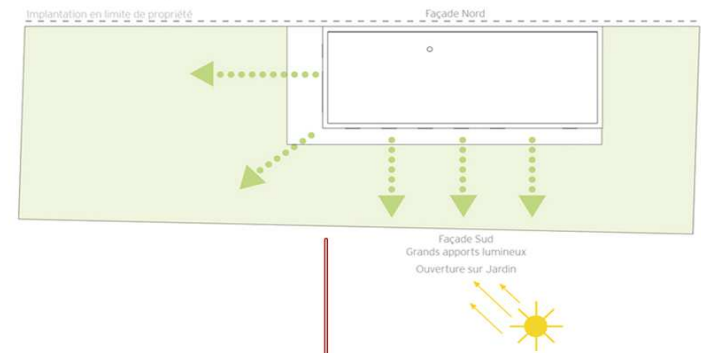 Implantation en limite de propriété
Façade Nord
Façade Sud
Grands apports lumineux
Ouverture sur Jardin